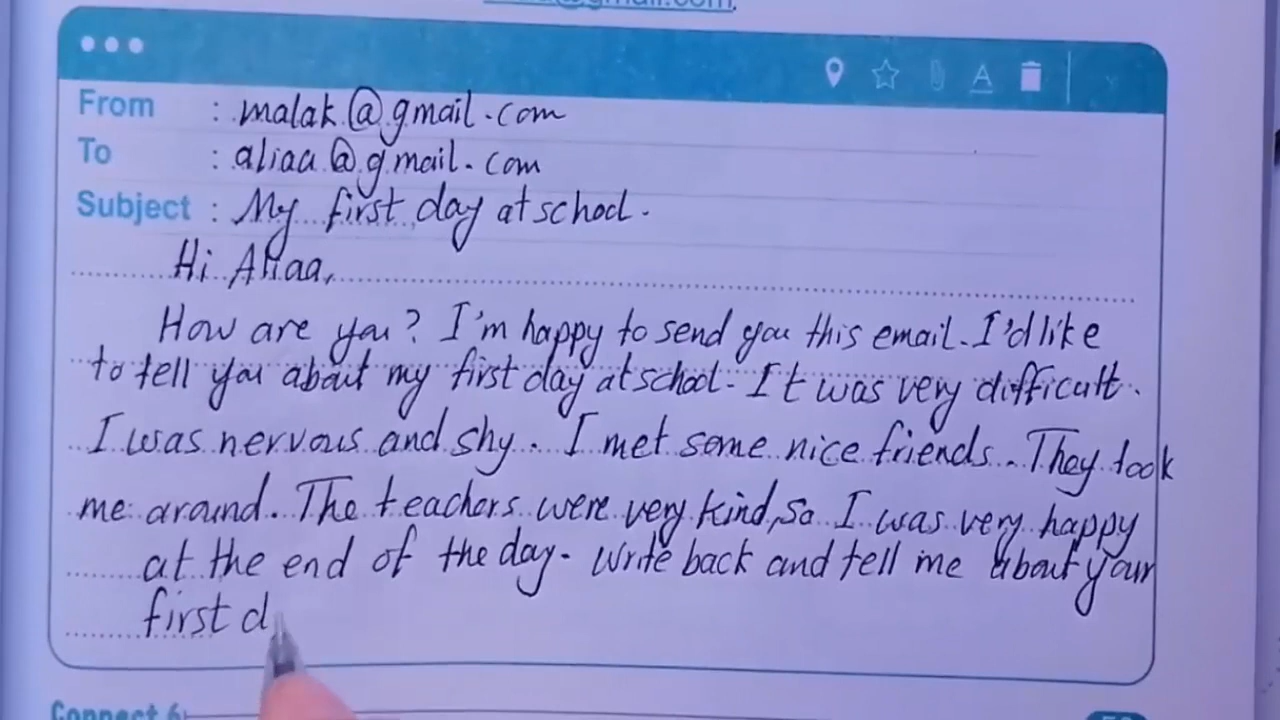 @gmail.com,
From : malak@gmail.com
To : aliaa@gmail.com
Subject : My first day at school.
Hi Aliaa,
How are you? I'm happy to send you this email. I'd like
to tell you about my first day at school. It was very difficult.
I was nervous and shy. I met some nice friends. They took
me around. The teachers were very kind, so I was very happy
at the end of the day. Write back and tell me about your
first d
Connect 6